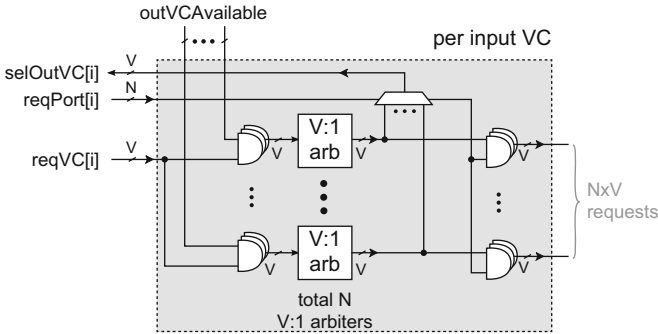 outVCAvailable
per input VC
selOutVC[i]
V
reqPort[i]
N
reqVC[i]
V
V
V:1
arb
V
V
V
V:1
arb
V
V
NxV
requests
total N
V:1 arbiters